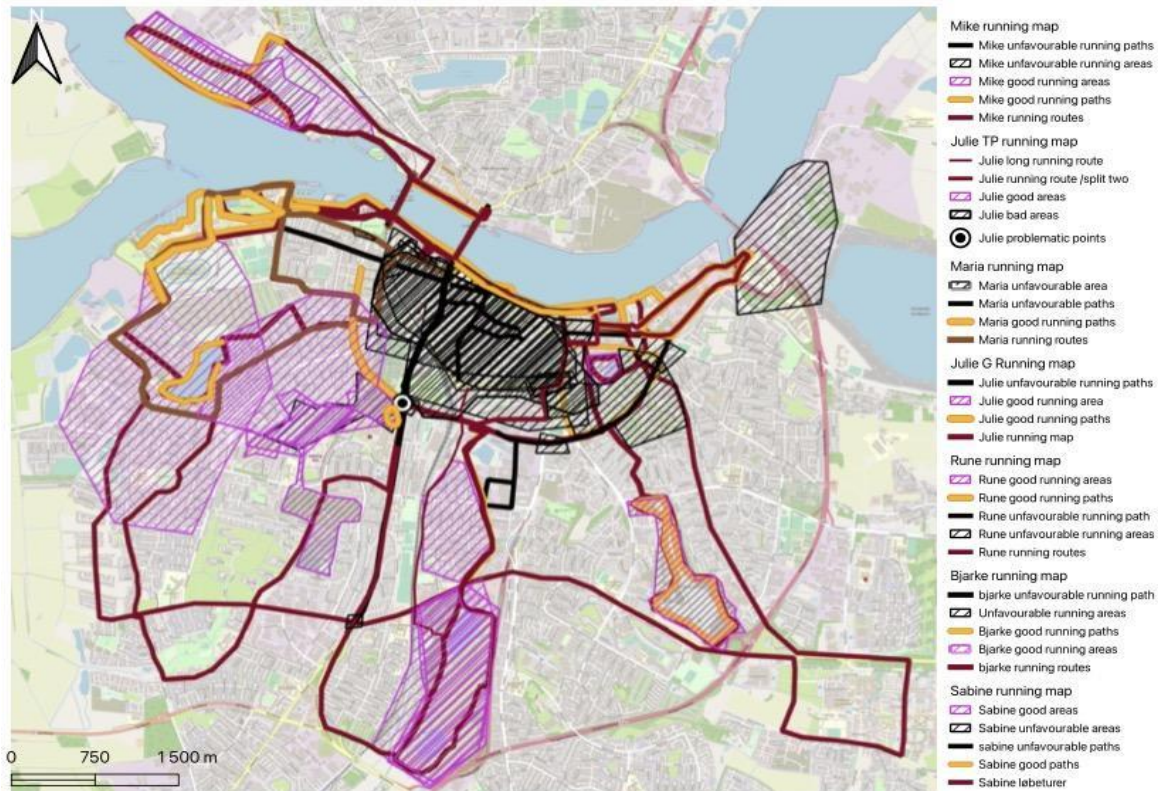 N
0 750 1 500 m
Mike running map
Mike unfavourable running paths
Mike unfavourable running areas
Mike good running areas
Mike good running paths
Mike running routes
Julie TP running map
Julie long running route
Julie running route /split two
Julie good areas
Julie bad areas
Julie problematic points
Maria running map
Maria unfavourable area
Maria unfavourable paths
Maria good running paths
Maria running routes
Julie G Running map
Julie unfavourable running paths
Julie good running area
Julie good running paths
Julie running map
Rune running map
Rune good running areas
Rune good running paths
Rune unfavourable running path
Rune unfavourable running areas
Rune running routes
Bjarke running map
bjarke unfavourable running path
Unfavourable running areas
Bjarke good running paths
Bjarke good running areas
bjarke running routes
Sabine running map
Sabine good areas
Sabine unfavourable areas
sabine unfavourable paths
Sabine good paths
Sabine løbeturer